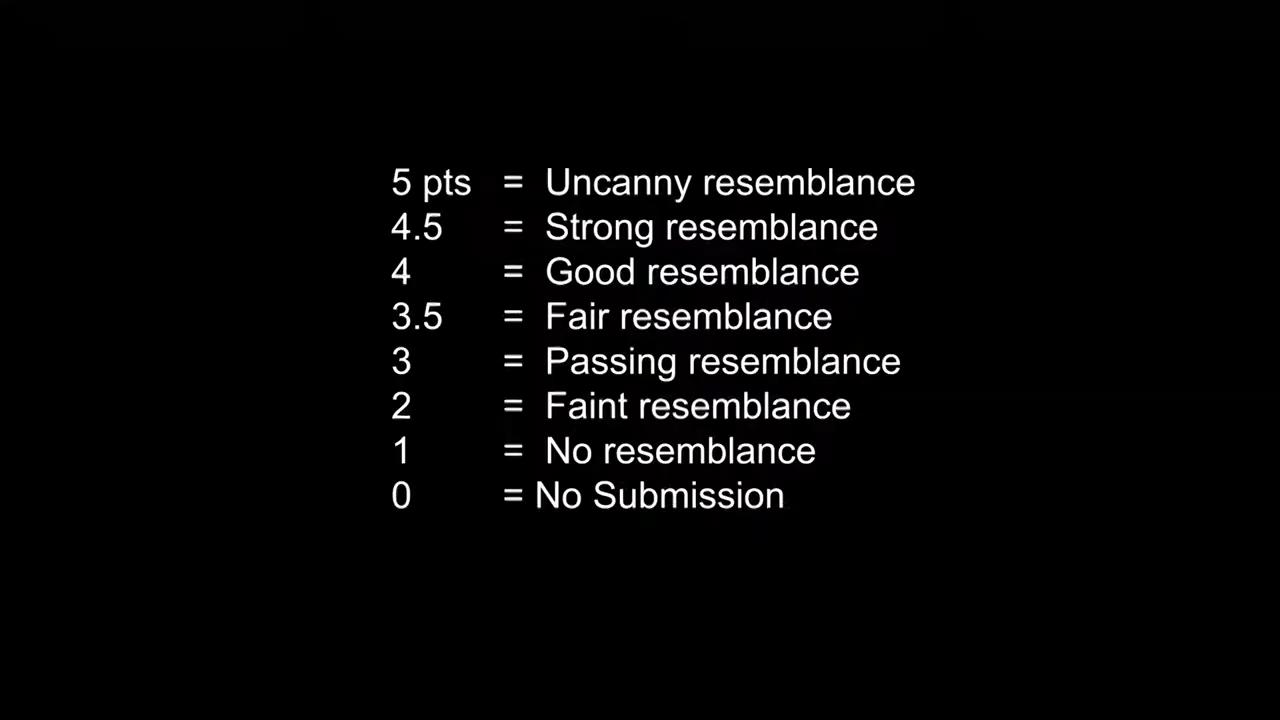 5 pts = Uncanny resemblance
4.5 = Strong resemblance
4 = Good resemblance
3.5 = Fair resemblance
3 = Passing resemblance
2 = Faint resemblance
1 = No resemblance
0 = No Submission